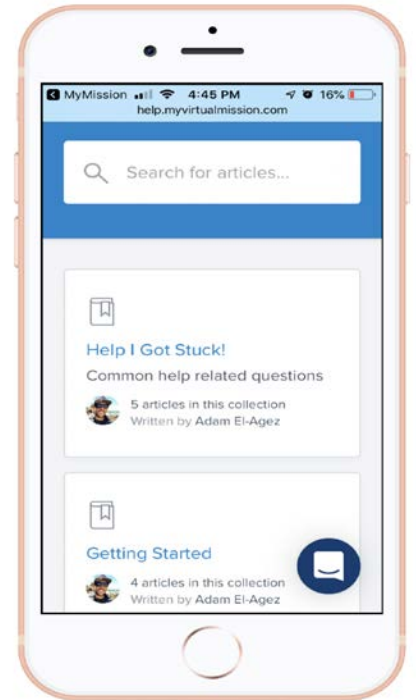 MyMission 4:45 PM 16%
help.myvirtualmission.com
Search for articles...
Help I Got Stuck!
Common help related questions
5 articles in this collection
Written by Adam El-Agez
Getting Started
4 articles in this collection
Written by Adam El-Agez